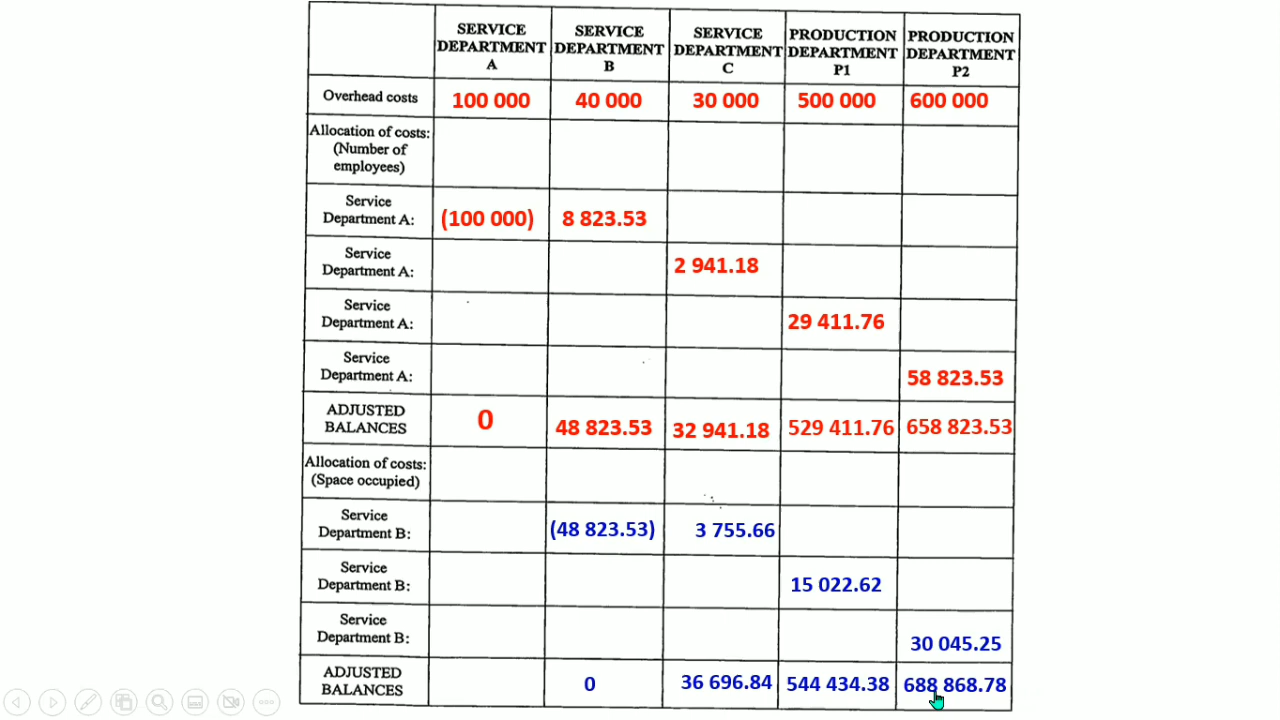 SERVICE DEPARTMENT A
SERVICE DEPARTMENT B
SERVICE DEPARTMENT C
PRODUCTION DEPARTMENT P1
PRODUCTION DEPARTMENT P2
Overhead costs 100 000 40 000 30 000 500 000 600 000
Allocation of costs:
(Number of
employees)
Service
Department A: (100 000) 8 823.53
Service
Department A: 2 941.18
Service
Department A: 29 411.76
Service
Department A: 58 823.53
ADJUSTED
BALANCES 0 48 823.53 32 941.18 529 411.76 658 823.53
Allocation of costs:
(Space occupied)
Service
Department B: (48 823.53) 3 755.66
Service
Department B: 15 022.62
Service
Department B: 30 045.25
ADJUSTED
BALANCES 0 36 696.84 544 434.38 688 868.78